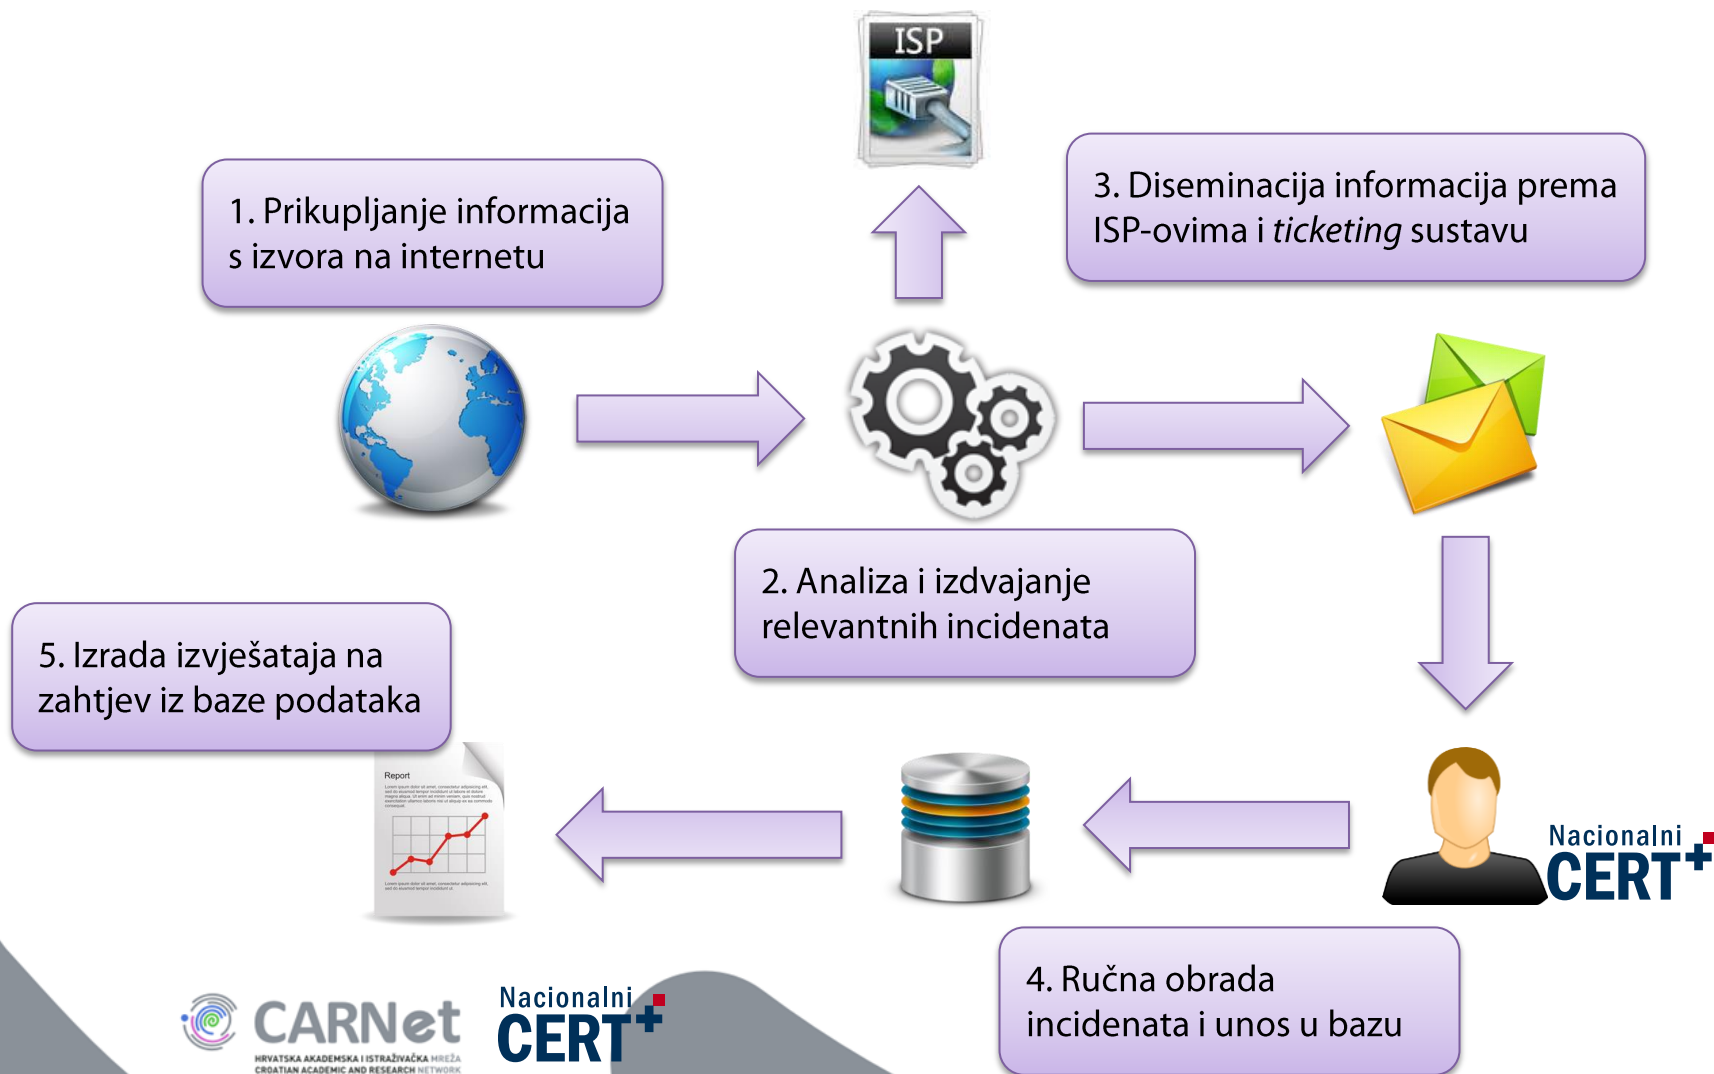 ISP
1. Prikupljanje informacija
s izvora na internetu
3. Diseminacija informacija prema
ISP-ovima i ticketing sustavu
2. Analiza i izdvajanje
relevantnih incidenata
5. Izrada izvješataja na
zahtjev iz baze podataka
Report
Nacionalni
CERT
4. Ručna obrada
incidenata i unos u bazu
CARNet
HRVATSKA AKADEMSKA I ISTRAŽIVAČKA MREŽA
CROATIAN ACADEMIC AND RESEARCH NETWORK
Nacionalni
CERT